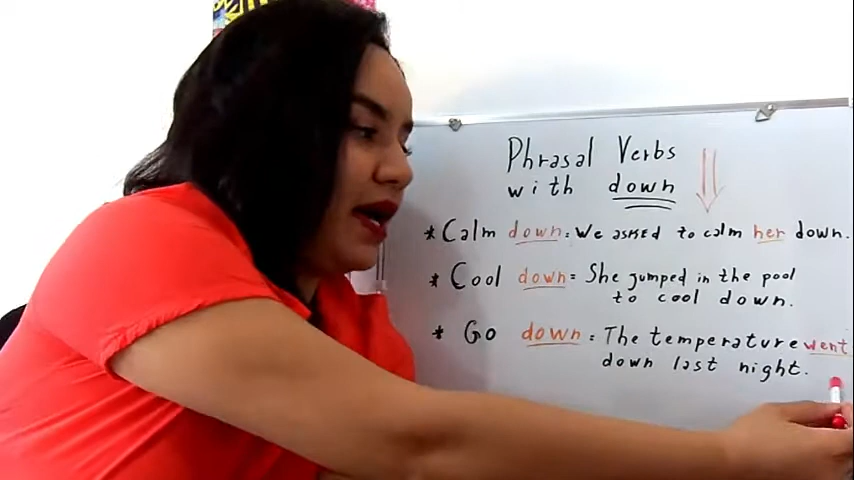 Phrasal Verbs
with down
* Calm down: We asked to calm her down.
* Cool down = She jumped in the pool
to cool down.
* Go down: The temperature went
down last night.